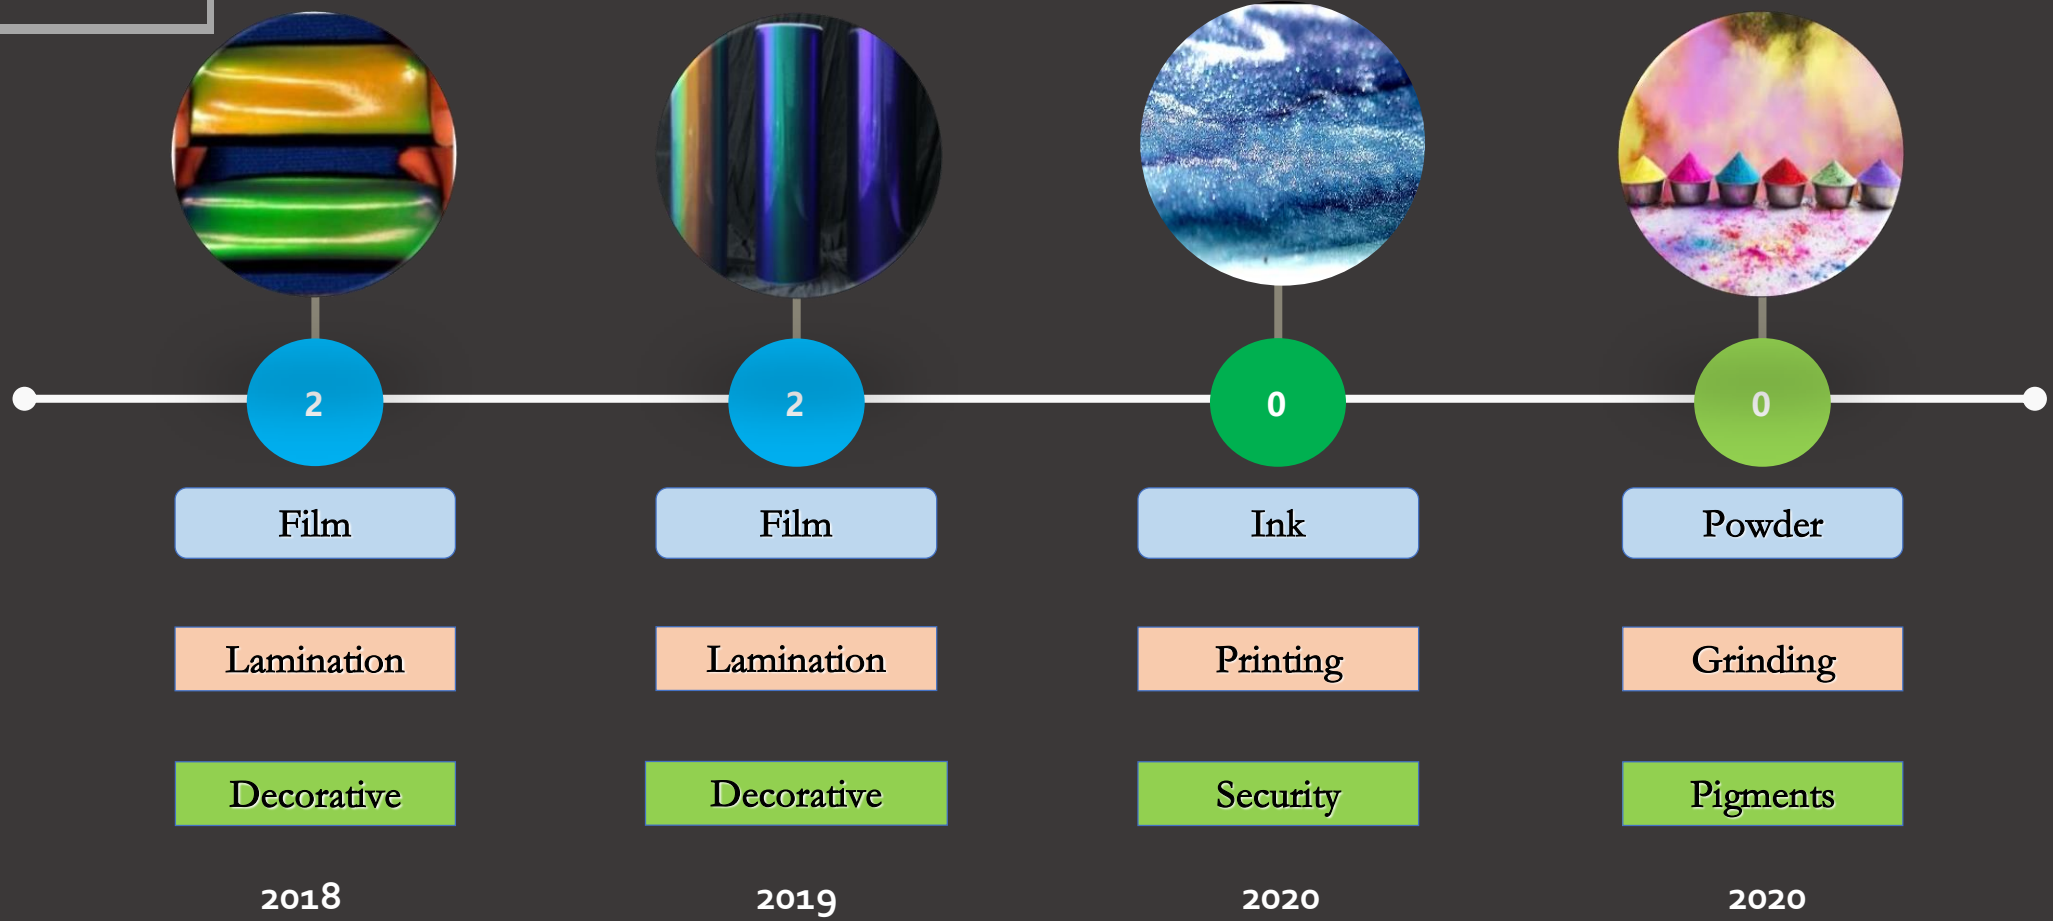 2 2 0 0
Film Film Ink Powder
Lamination Lamination Printing Grinding
Decorative Decorative Security Pigments
2018 2019 2020 2020